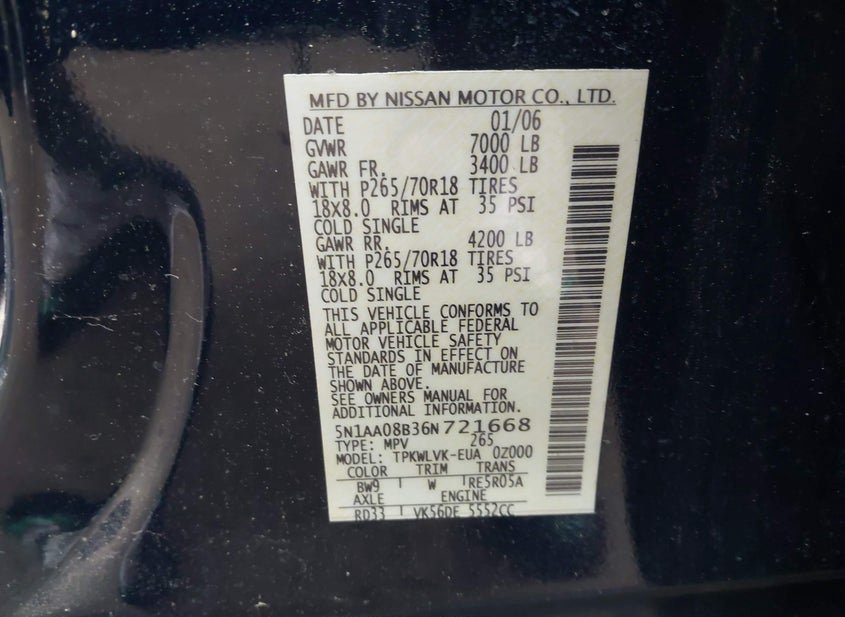 MFD BY NISSAN MOTOR CO., LTD.
DATE 01/06
GVWR 7000 LB
GAWR FR. 3400 LB
WITH P265/70R18 TIRES
18X8.0 RIMS AT 35 PSI
COLD SINGLE
GAWR RR. 4200 LB
WITH P265/70R18 TIRES
18X8.0 RIMS AT 35 PSI
COLD SINGLE
THIS VEHICLE CONFORMS TO
ALL APPLICABLE FEDERAL
MOTOR VEHICLE SAFETY
STANDARDS IN EFFECT ON
THE DATE OF MANUFACTURE
SHOWN ABOVE.
SEE OWNERS MANUAL FOR
ADDITIONAL INFORMATION.
5N1AA08B36N721668
TYPE: MPV 265
MODEL: TPKWLVK-EUA 0Z000
COLOR TRIM TRANS
BW9 W RE5R05A
AXLE ENGINE
RD33 VK56DE 5552CC